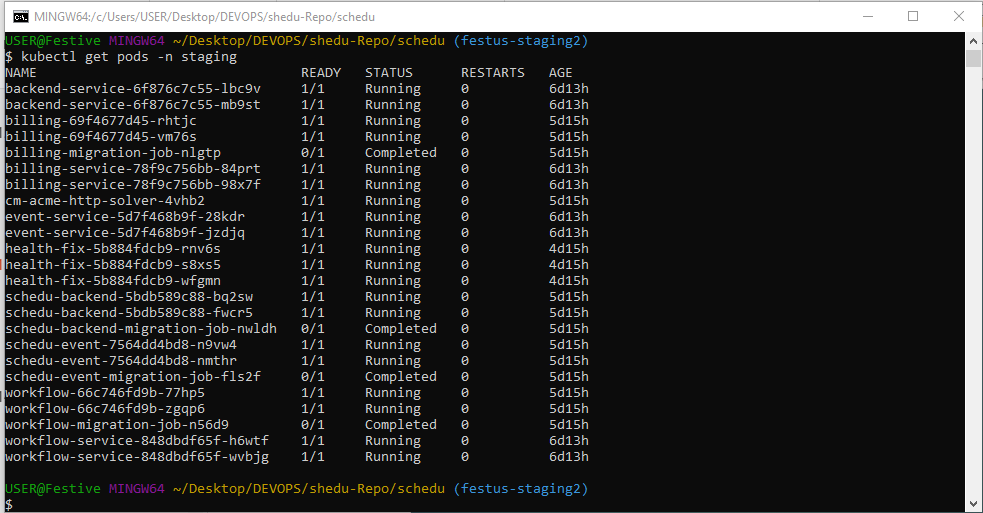 MINGW64:/c/Users/USER/Desktop/DEVOPS/shedu-Repo/schedu
USER@Festive MINGW64 ~/Desktop/DEVOPS/shedu-Repo/schedu (festus-staging2)
$ kubectl get pods -n staging
NAME READY STATUS RESTARTS AGE
backend-service-6f876c7c55-lbc9v 1/1 Running 0 6d13h
backend-service-6f876c7c55-mb9st 1/1 Running 0 6d13h
billing-69f4677d45-rhtjc 1/1 Running 0 5d15h
billing-69f4677d45-vm76s 1/1 Running 0 5d15h
billing-migration-job-nlgtp 0/1 Completed 0 5d15h
billing-service-78f9c756bb-84prt 1/1 Running 0 6d13h
billing-service-78f9c756bb-98x7f 1/1 Running 0 6d13h
cm-acme-http-solver-4vhb2 1/1 Running 0 5d15h
event-service-5d7f468b9f-28kdr 1/1 Running 0 6d13h
event-service-5d7f468b9f-jzdjq 1/1 Running 0 6d13h
health-fix-5b884fdcb9-rnv6s 1/1 Running 0 4d15h
health-fix-5b884fdcb9-s8xs5 1/1 Running 0 4d15h
health-fix-5b884fdcb9-wfgmn 1/1 Running 0 4d15h
schedu-backend-5bdb589c88-bq2sw 1/1 Running 0 5d15h
schedu-backend-5bdb589c88-fwcr5 1/1 Running 0 5d15h
schedu-backend-migration-job-nwldh 0/1 Completed 0 5d15h
schedu-event-7564dd4bd8-n9vw4 1/1 Running 0 5d15h
schedu-event-7564dd4bd8-nmthr 1/1 Running 0 5d15h
schedu-event-migration-job-fls2f 0/1 Completed 0 5d15h
workflow-66c746fd9b-77hp5 1/1 Running 0 5d15h
workflow-66c746fd9b-zgqp6 1/1 Running 0 5d15h
workflow-migration-job-n56d9 0/1 Completed 0 5d15h
workflow-service-848dbdf65f-h6wtf 1/1 Running 0 6d13h
workflow-service-848dbdf65f-wvbjg 1/1 Running 0 6d13h
USER@Festive MINGW64 ~/Desktop/DEVOPS/shedu-Repo/schedu (festus-staging2)
$